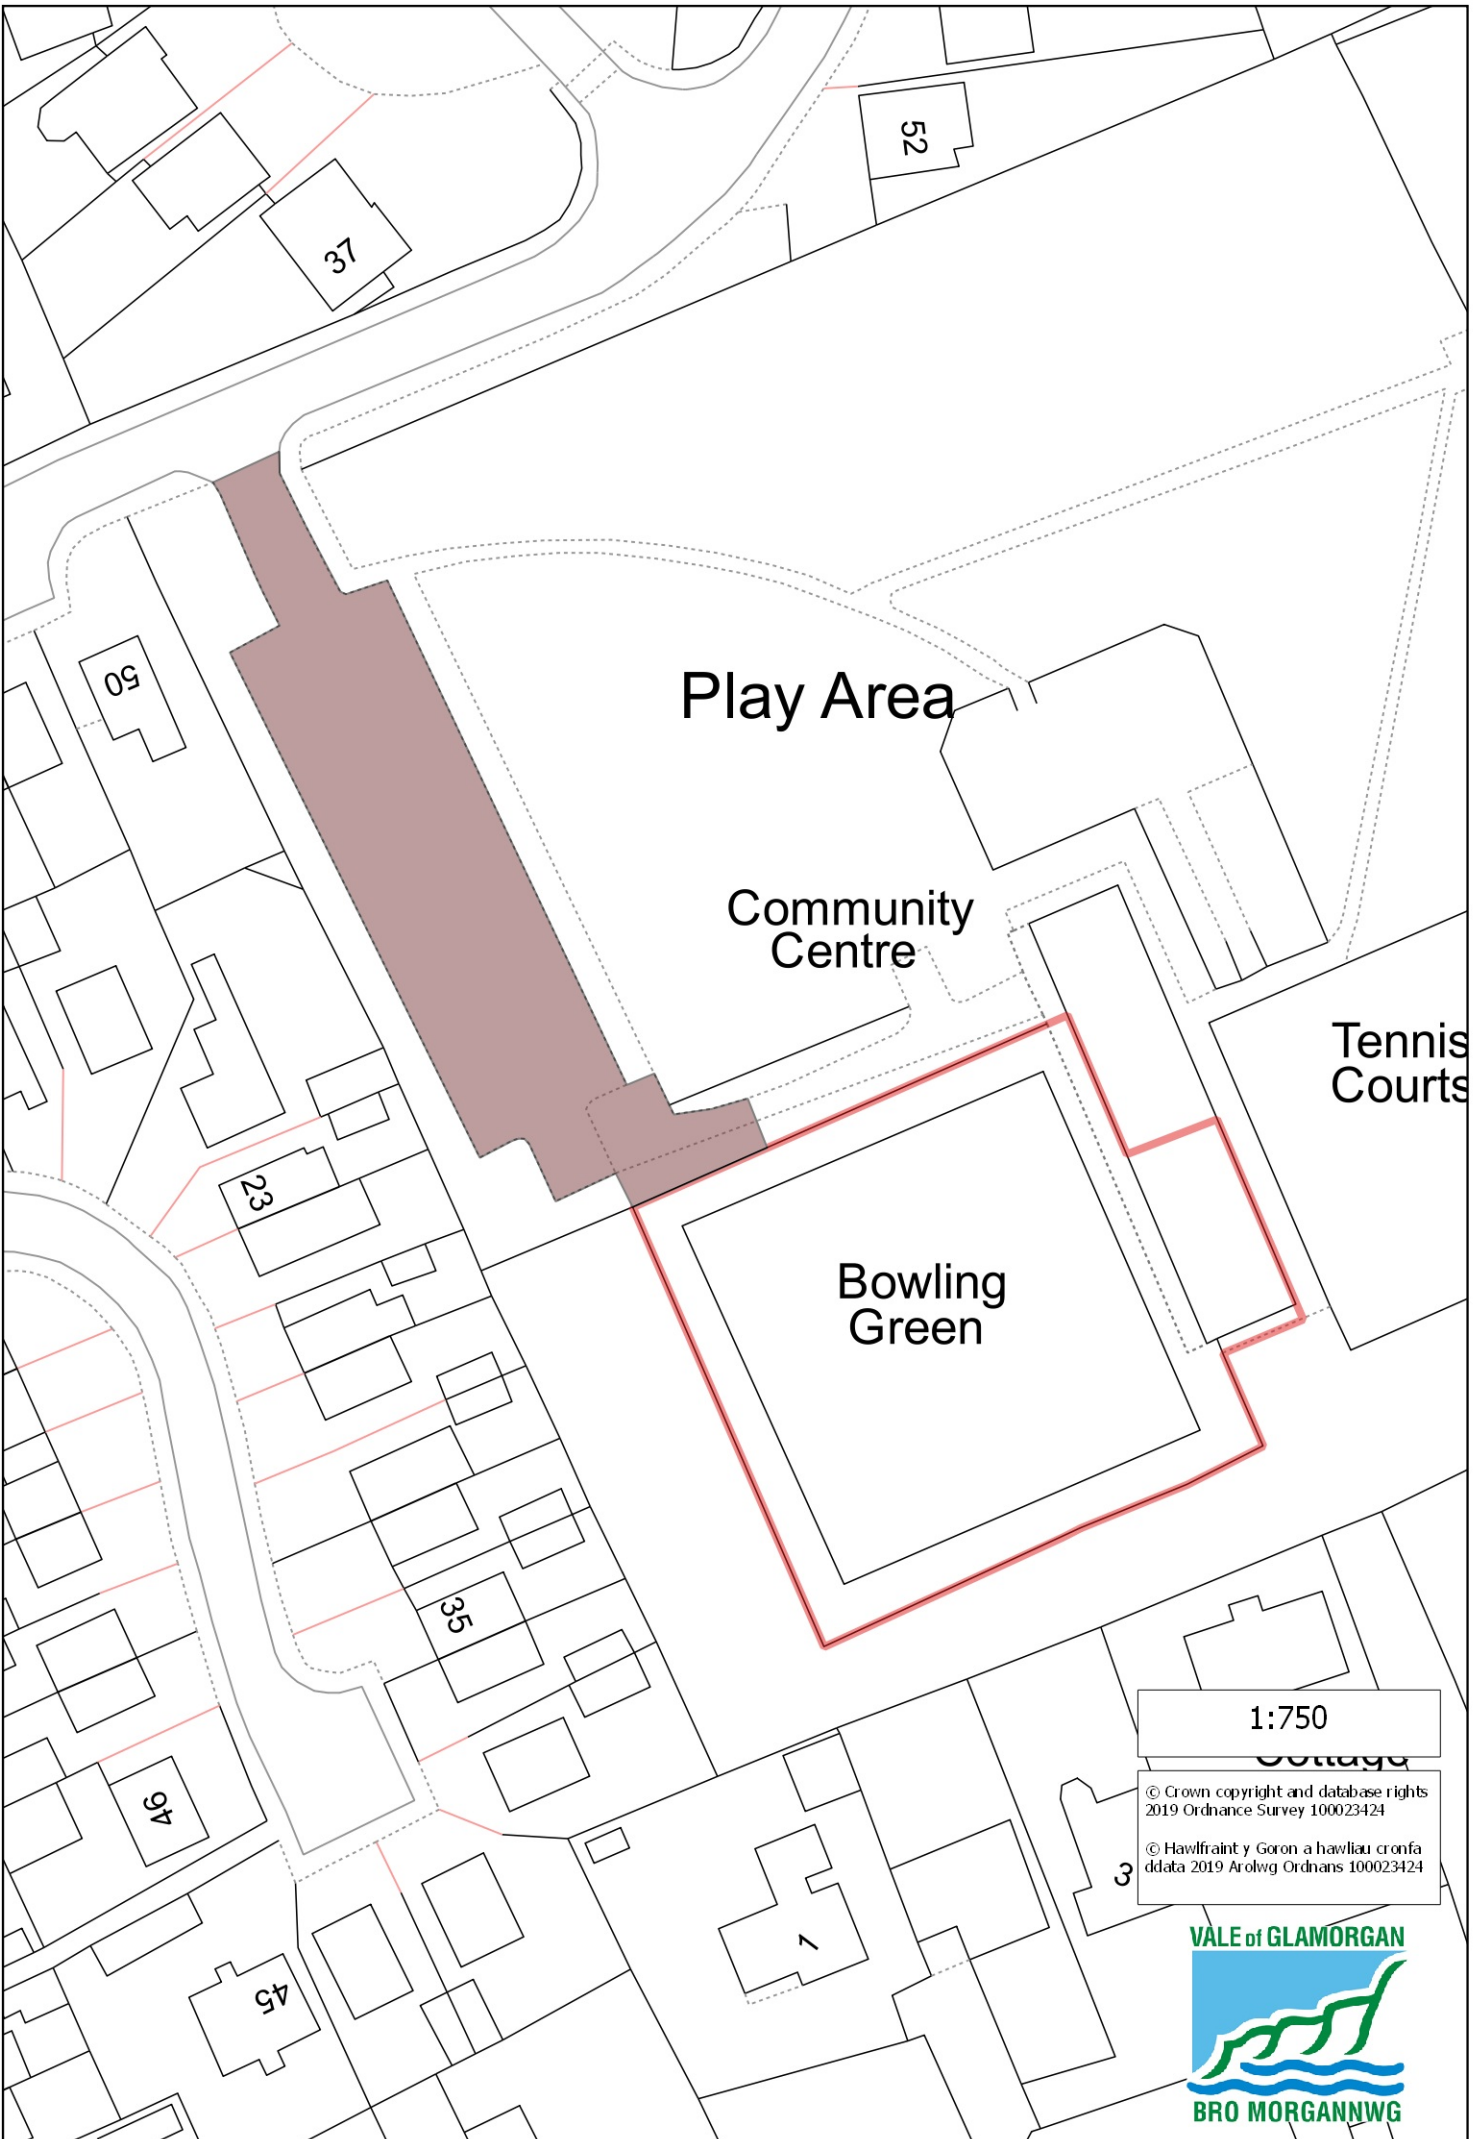 52
37
50
Play Area
Community
Centre
Tennis
Courts
23
Bowling
Green
35
1:750
Cottage
© Crown copyright and database rights
2019 Ordnance Survey 100023424
© Hawlfraint y Goron a hawliau cronfa
ddata 2019 Arolwg Ordnans 100023424
46
3
1
45
VALE of GLAMORGAN
BRO MORGANNWG